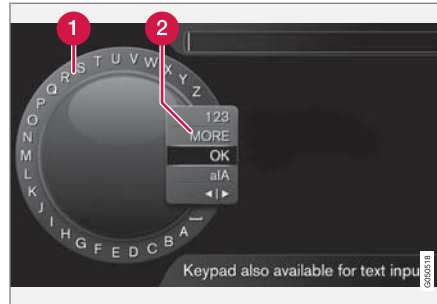 1
2
A B C D E F G H I J K L M N O P Q R S T U V W X Y Z
123
MORE
OK
a|A
◄|►
Keypad also available for text inpu
G050518